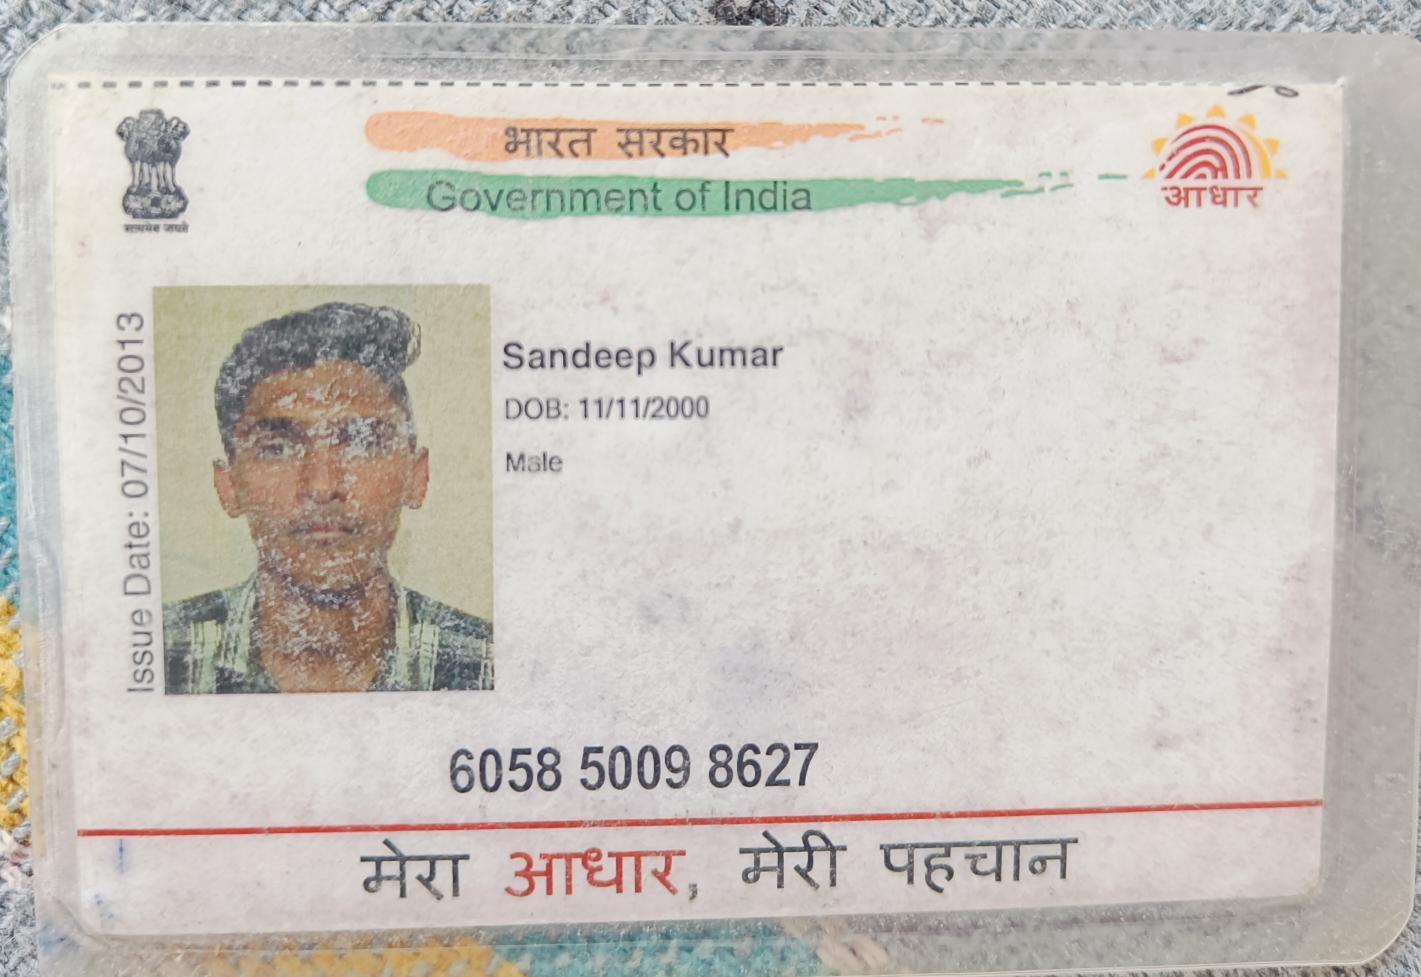 भारत सरकार
Government of India
सत्यमेव जयते
आधार
Issue Date: 07/10/2013
Sandeep Kumar
DOB: 11/11/2000
Male
6058 5009 8627
मेरा आधार, मेरी पहचान